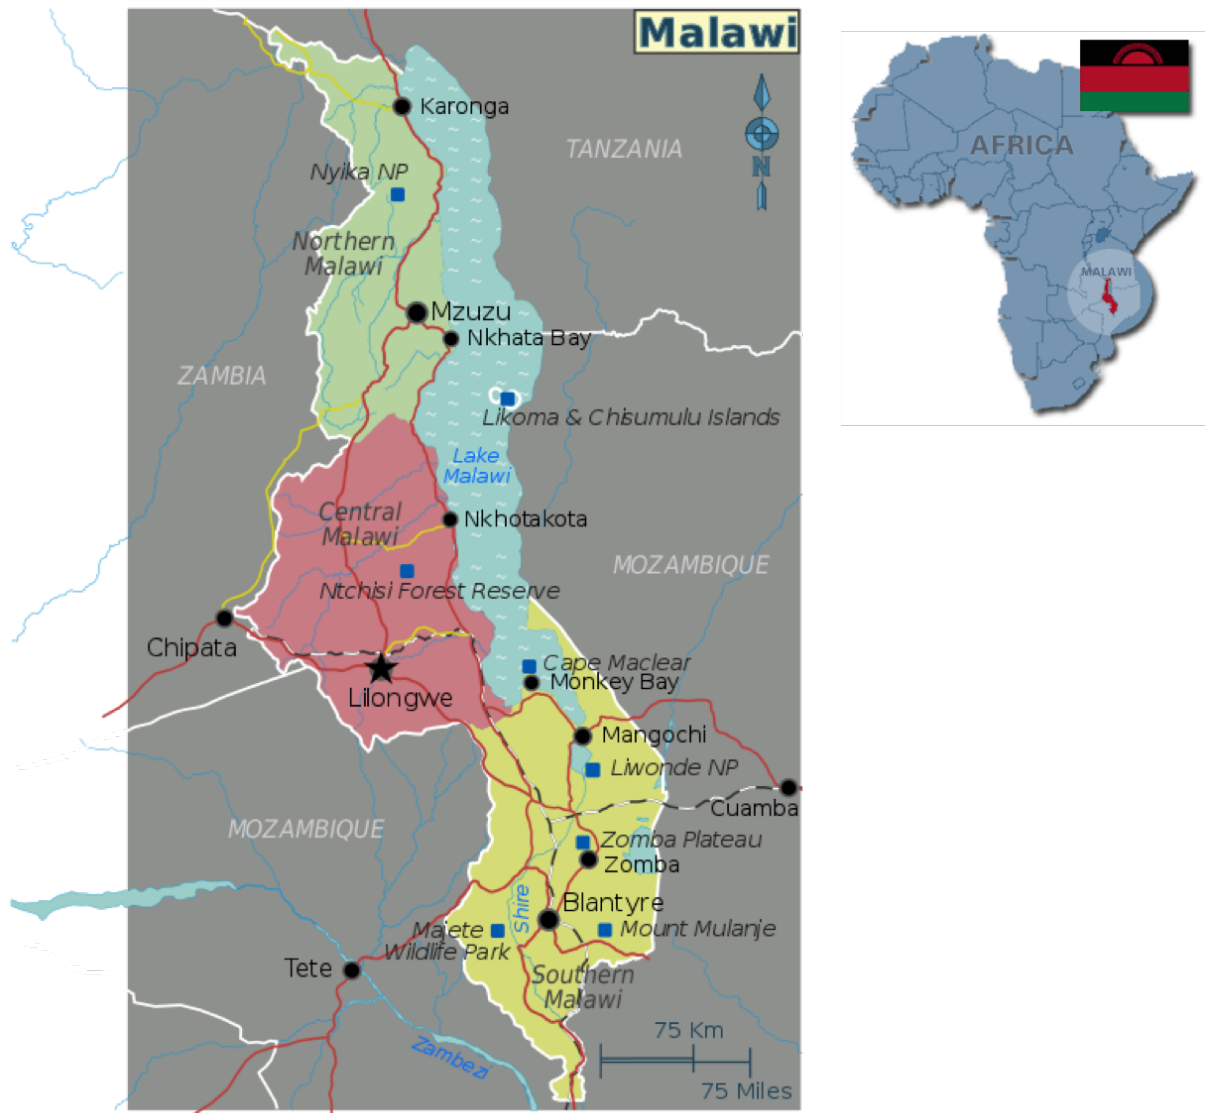 Malawi
Karonga
TANZANIA
AFRICA
Nyika NP
N
Northern
Malawi
MALAWI
Mzuzu
Nkhata Bay
ZAMBIA
Likoma & Chisumulu Islands
Lake
Malawi
Central
Malawi
Nkhotakota
MOZAMBIQUE
Ntchisi Forest Reserve
Chipata
Cape Maclear
Monkey Bay
Lilongwe
Mangochi
Liwonde NP
Cuamba
MOZAMBIQUE
Zomba Plateau
Zomba
Shire
Blantyre
Majete
Wildlife Park
Mount Mulanje
Tete
Southern
Malawi
Zambezi
75 Km
75 Miles